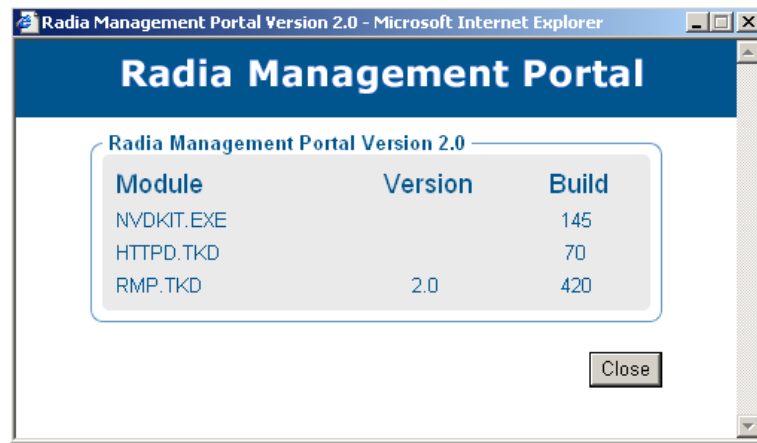 Radia Management Portal Version 2.0 - Microsoft Internet Explorer
Radia Management Portal
Radia Management Portal Version 2.0
Module Version Build
NVDKIT.EXE 145
HTTPD.TKD 70
RMP.TKD 2.0 420
Close